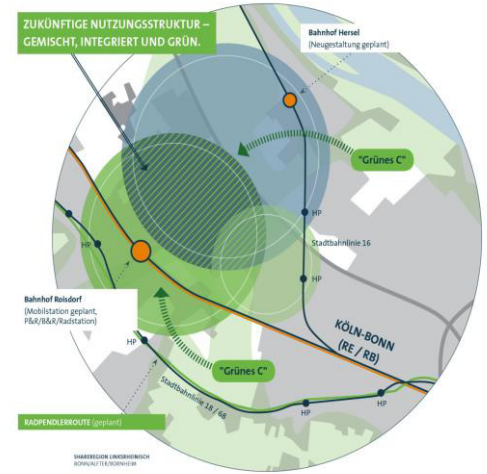 ZUKÜNFTIGE NUTZUNGSSTRUKTUR –
GEMISCHT, INTEGRIERT UND GRÜN.
Bahnhof Hersel
(Neugestaltung geplant)
"Grünes C"
HP
Stadtbahnlinie 16
HP
HP
Bahnhof Roisdorf
(Mobilstation geplant,
P&R/B&R/Radstation)
KÖLN-BONN
(RE / RB)
HP
"Grünes C"
Stadtbahnlinie 18 / 68
HP
HP
RADPENDLERROUTE (geplant)
SHAREREGION LINKSRHEINISCH
BONN/ALFTER/BORNHEIM